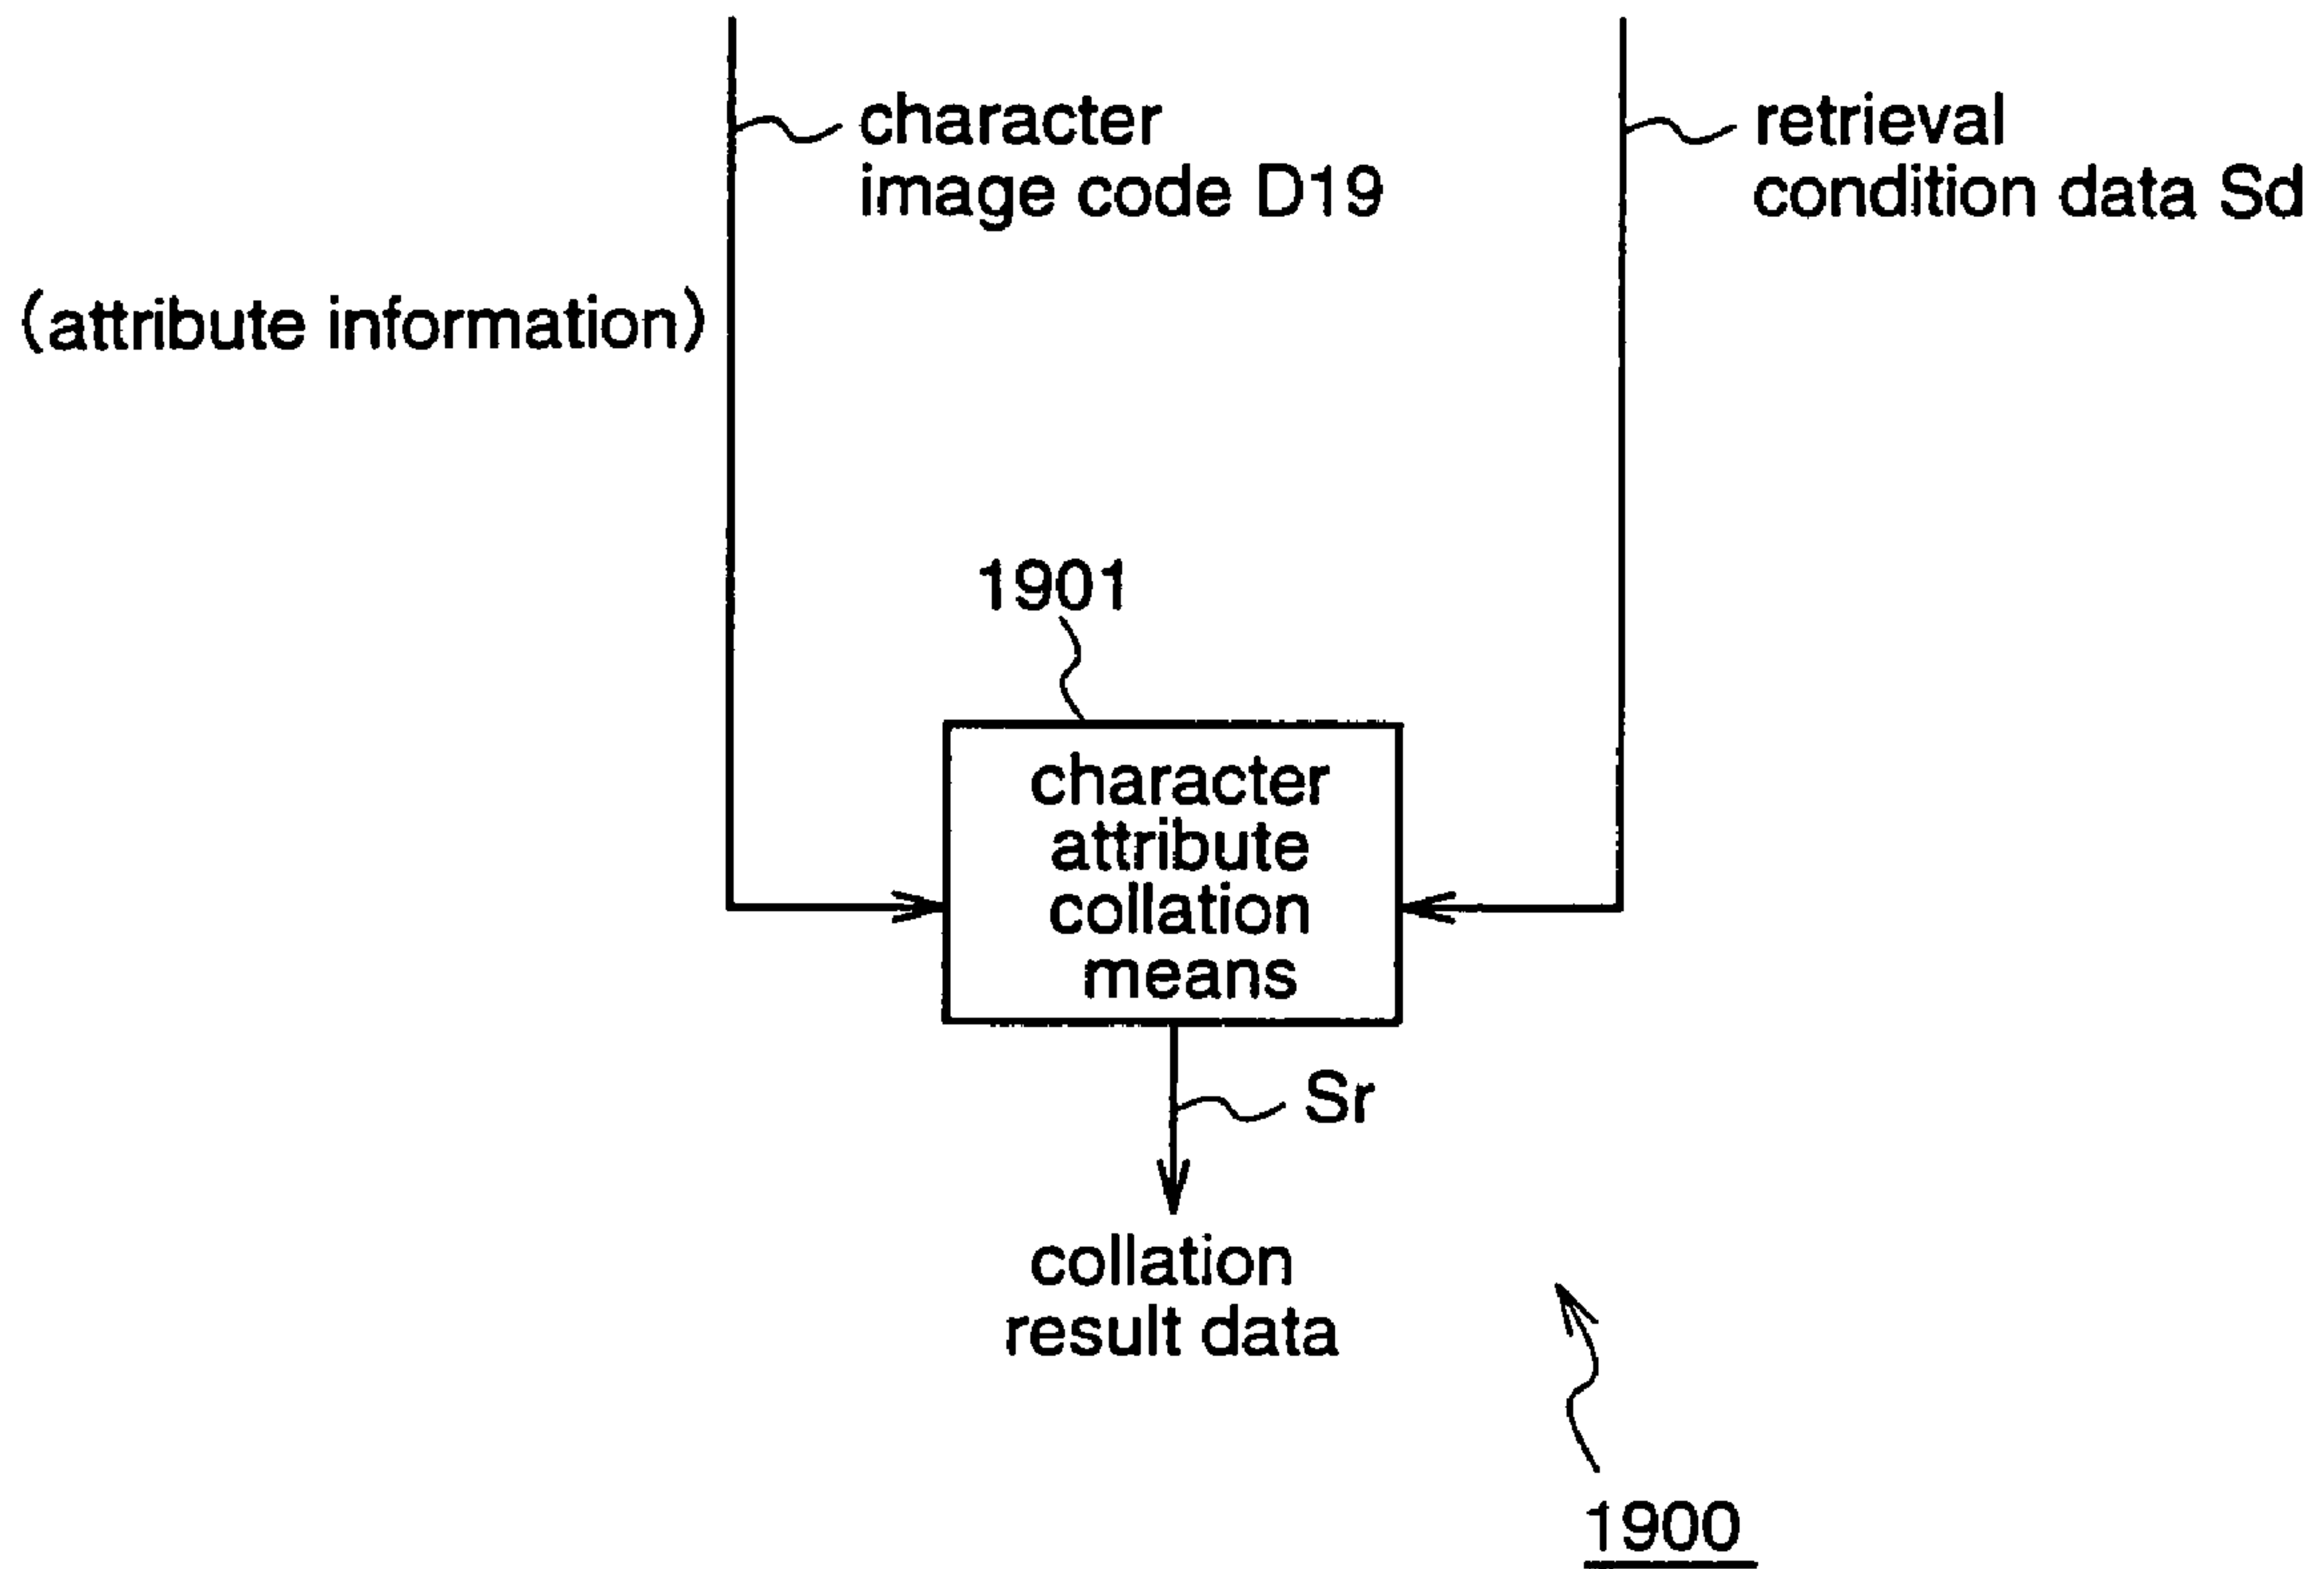 character
image code D19
retrieval
condition data Sd
(attribute information)
1901
character
attribute
collation
means
Sr
collation
result data
1900